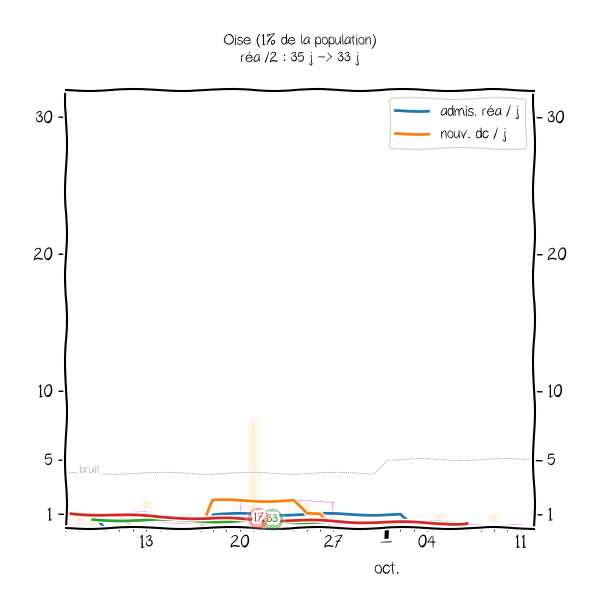 Oise (1% de la population)
réa /2 : 35 j -> 33 j
admis. réa / j
nouv. dc / j
30 30
20 20
10 10
5 5
bruit
1 1
17 33
13 20 27 1 04 11
oct.